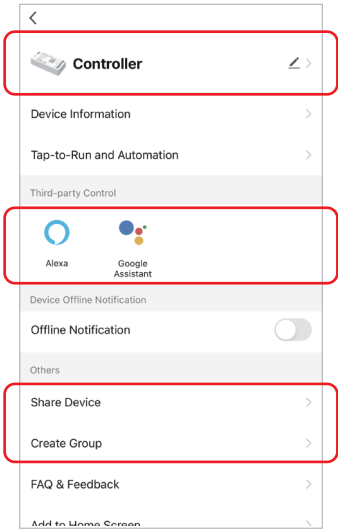 Controller
Device Information
Tap-to-Run and Automation
Third-party Control
Alexa
Google
Assistant
Device Offline Notification
Offline Notification
Others
Share Device
Create Group
FAQ & Feedback
Add to Home Screen